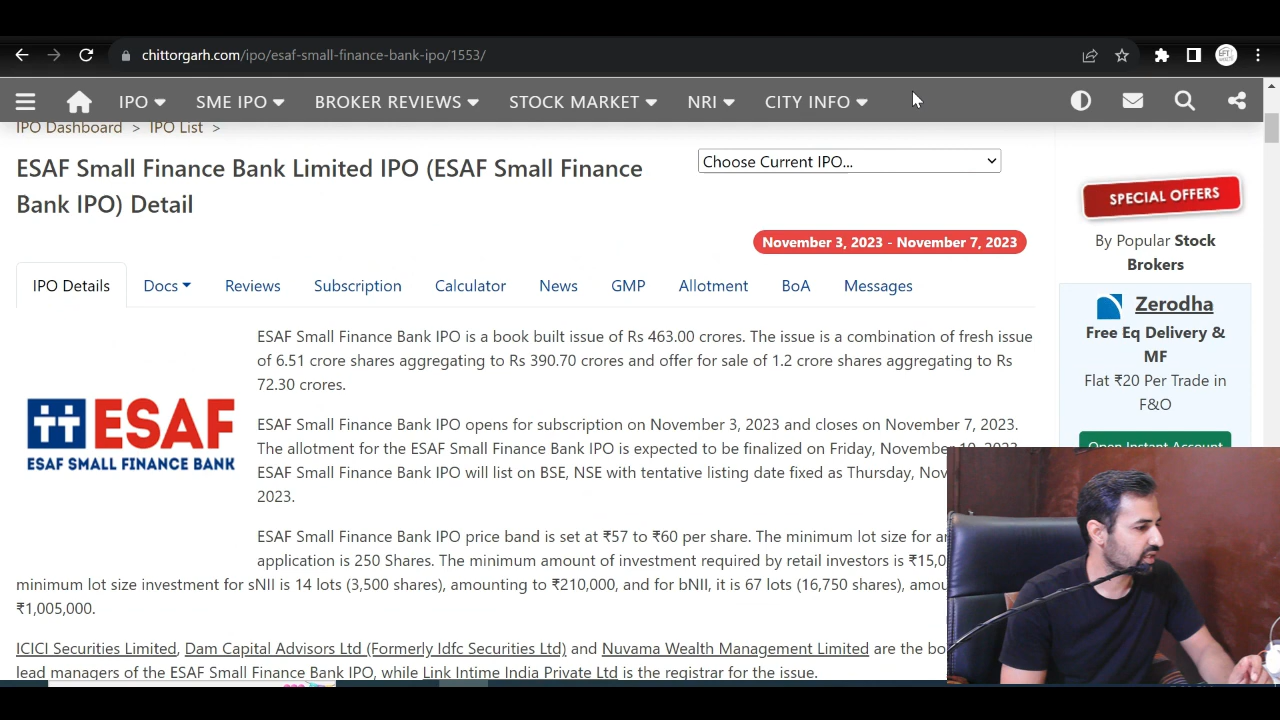 chittorgarh.com/ipo/esaf-small-finance-bank-ipo/1553/
IPO SME IPO BROKER REVIEWS STOCK MARKET NRI CITY INFO
IPO Dashboard > IPO List >
ESAF Small Finance Bank Limited IPO (ESAF Small Finance
Bank IPO) Detail
Choose Current IPO...
November 3, 2023 - November 7, 2023
IPO Details Docs Reviews Subscription Calculator News GMP Allotment BoA Messages
ESAF
ESAF SMALL FINANCE BANK
ESAF Small Finance Bank IPO is a book built issue of Rs 463.00 crores. The issue is a combination of fresh issue
of 6.51 crore shares aggregating to Rs 390.70 crores and offer for sale of 1.2 crore shares aggregating to Rs
72.30 crores.
ESAF Small Finance Bank IPO opens for subscription on November 3, 2023 and closes on November 7, 2023.
The allotment for the ESAF Small Finance Bank IPO is expected to be finalized on Friday, November
ESAF Small Finance Bank IPO will list on BSE, NSE with tentative listing date fixed as Thursday, Nov
2023.
ESAF Small Finance Bank IPO price band is set at ₹57 to ₹60 per share. The minimum lot size for
application is 250 Shares. The minimum amount of investment required by retail investors is ₹15,0
minimum lot size investment for sNII is 14 lots (3,500 shares), amounting to ₹210,000, and for bNII, it is 67 lots (16,750 shares), amou
₹1,005,000.
ICICI Securities Limited, Dam Capital Advisors Ltd (Formerly Idfc Securities Ltd) and Nuvama Wealth Management Limited are the bo
lead managers of the ESAF Small Finance Bank IPO, while Link Intime India Private Ltd is the registrar for the issue.
SPECIAL OFFERS
By Popular Stock
Brokers
Zerodha
Free Eq Delivery &
MF
Flat ₹20 Per Trade in
F&O
Open Instant Account